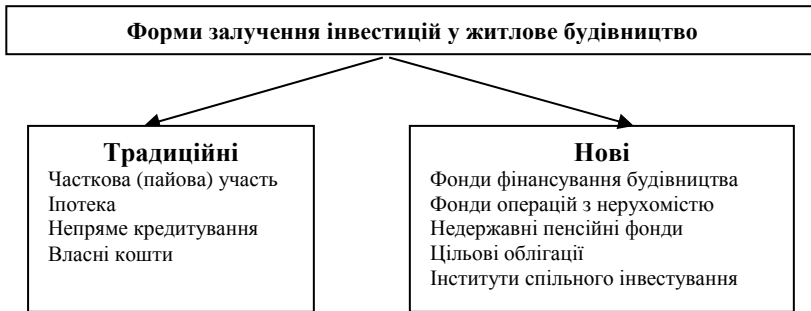 Форми залучення інвестицій у житлове будівництво
Традиційні
Часткова (пайова) участь
Іпотека
Непряме кредитування
Власні кошти
Нові
Фонди фінансування будівництва
Фонди операцій з нерухомістю
Недержавні пенсійні фонди
Цільові облігації
Інститути спільного інвестування